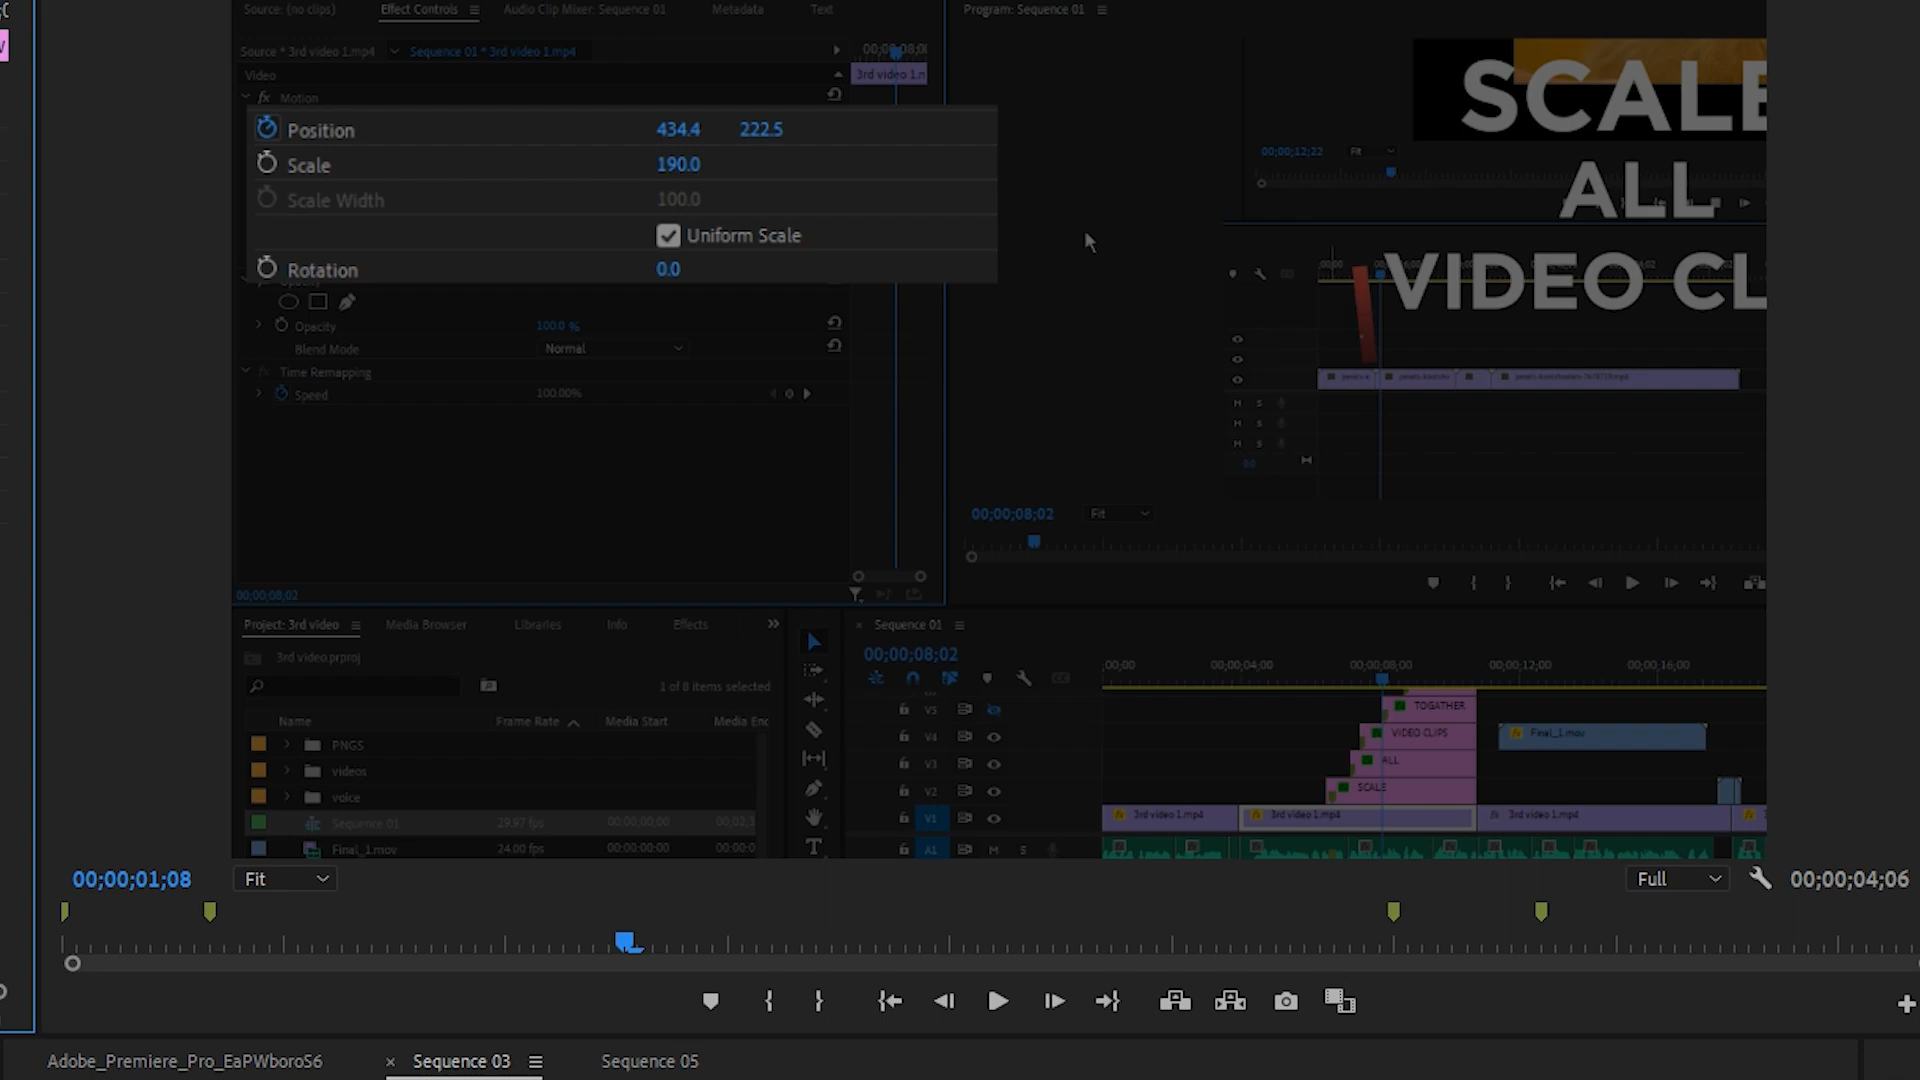 Source: (no clips) Effect Controls Audio Clip Mixer: Sequence 01 Metadata Text
Program: Sequence 01
Source * 3rd video 1.mp4 Sequence 01 * 3rd video 1.mp4
Video
3rd video 1.n
fx Motion
Position 434.4 222.5
Scale 190.0
Scale Width 100.0
Uniform Scale
Rotation 0.0
Opacity 100.0 %
Blend Mode Normal
fx Time Remapping
Speed 100.00%
00;00;08;02
SCALE
00;00;12;22 Fit
ALL
VIDEO CL
M S
M S
M S
0.0
00;00;08;02 Fit
Project: 3rd video Media Browser Libraries Info Effects
3rd video.prproj
1 of 8 items selected
Name Frame Rate Media Start Media Enc
PNGS
videos
voice
Sequence 01 29.97 fps 00;00;00;00 00;02;3
Final_1.mov 24.00 fps 00:00:00:00 00:00:0
Sequence 01
00;00;08;02
;00;00 00;00;04;00 00;00;08;00 00;00;12;00 00;00;16;00
V5 TOGATHER
V4 VIDEO CLIPS Final_1.mov
V3 ALL
V2 SCALE
V1 3rd video 1.mp4 3rd video 1.mp4 3rd video 1.mp4
A1 M S
00;00;01;08 Fit Full 00;00;04;06
Adobe_Premiere_Pro_EaPWboroS6 × Sequence 03 Sequence 05